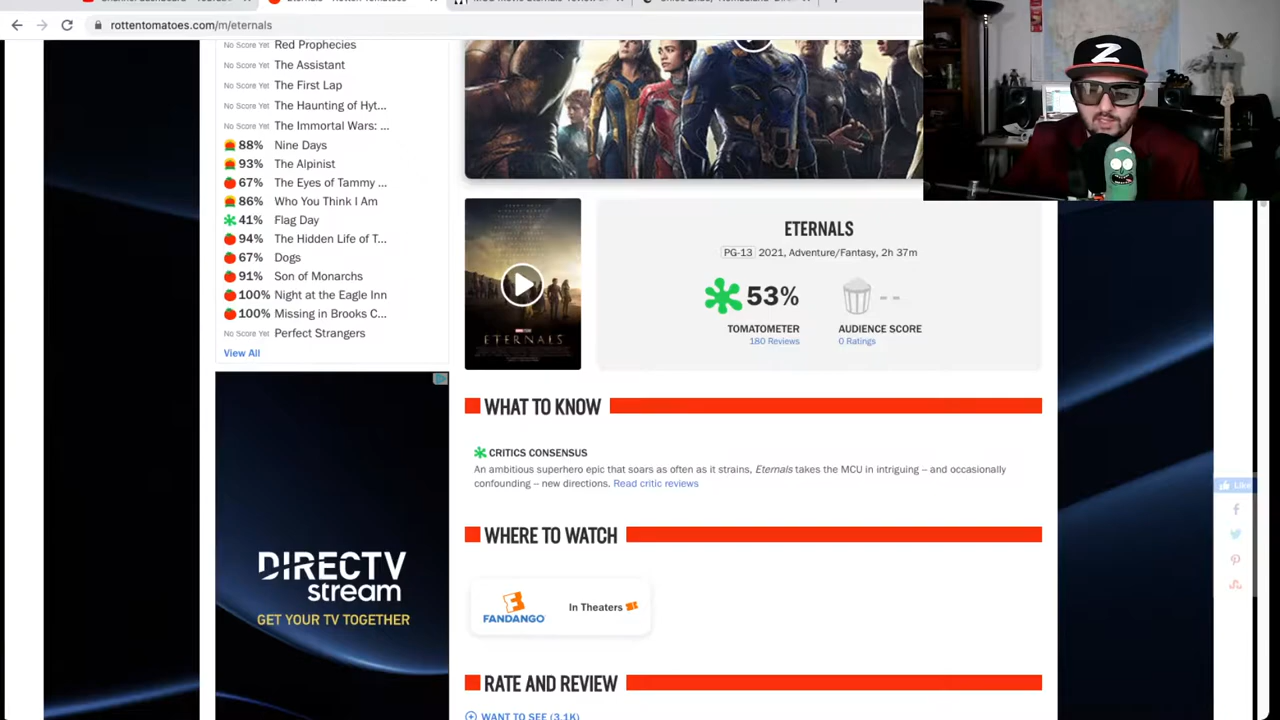 rottentomatoes.com/m/eternals
No Score Yet Red Prophecies
No Score Yet The Assistant
No Score Yet The First Lap
No Score Yet The Haunting of Hyt...
No Score Yet The Immortal Wars: ...
88% Nine Days
93% The Alpinist
67% The Eyes of Tammy ...
86% Who You Think I Am
41% Flag Day
94% The Hidden Life of T...
67% Dogs
91% Son of Monarchs
100% Night at the Eagle Inn
100% Missing in Brooks C...
No Score Yet Perfect Strangers
View All
DIRECTV
stream
GET YOUR TV TOGETHER
ETERNALS
ETERNALS
PG-13 2021, Adventure/Fantasy, 2h 37m
53% - -
TOMATOMETER AUDIENCE SCORE
180 Reviews 0 Ratings
WHAT TO KNOW
CRITICS CONSENSUS
An ambitious superhero epic that soars as often as it strains, Eternals takes the MCU in intriguing – and occasionally
confounding -- new directions. Read critic reviews
WHERE TO WATCH
FANDANGO In Theaters
RATE AND REVIEW
WANT TO SEE (3.1K)
Like
Z